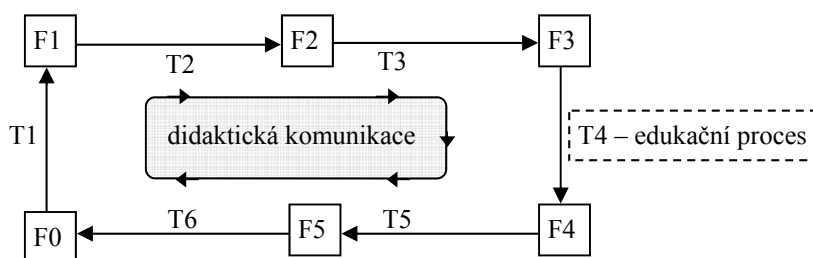 F1
F2
F3
T2
T3
T1
didaktická komunikace
T4 – edukační proces
T6
T5
F0
F5
F4